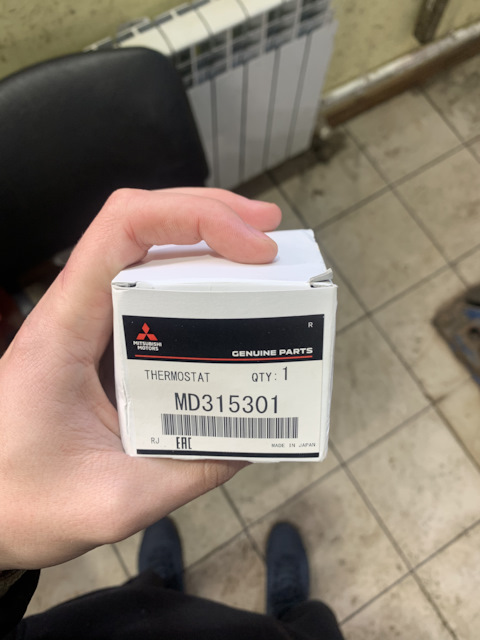 R
MITSUBISHI
MOTORS
GENUINE PARTS
THERMOSTAT QTY: 1
MD315301
RJ EAC MADE IN JAPAN